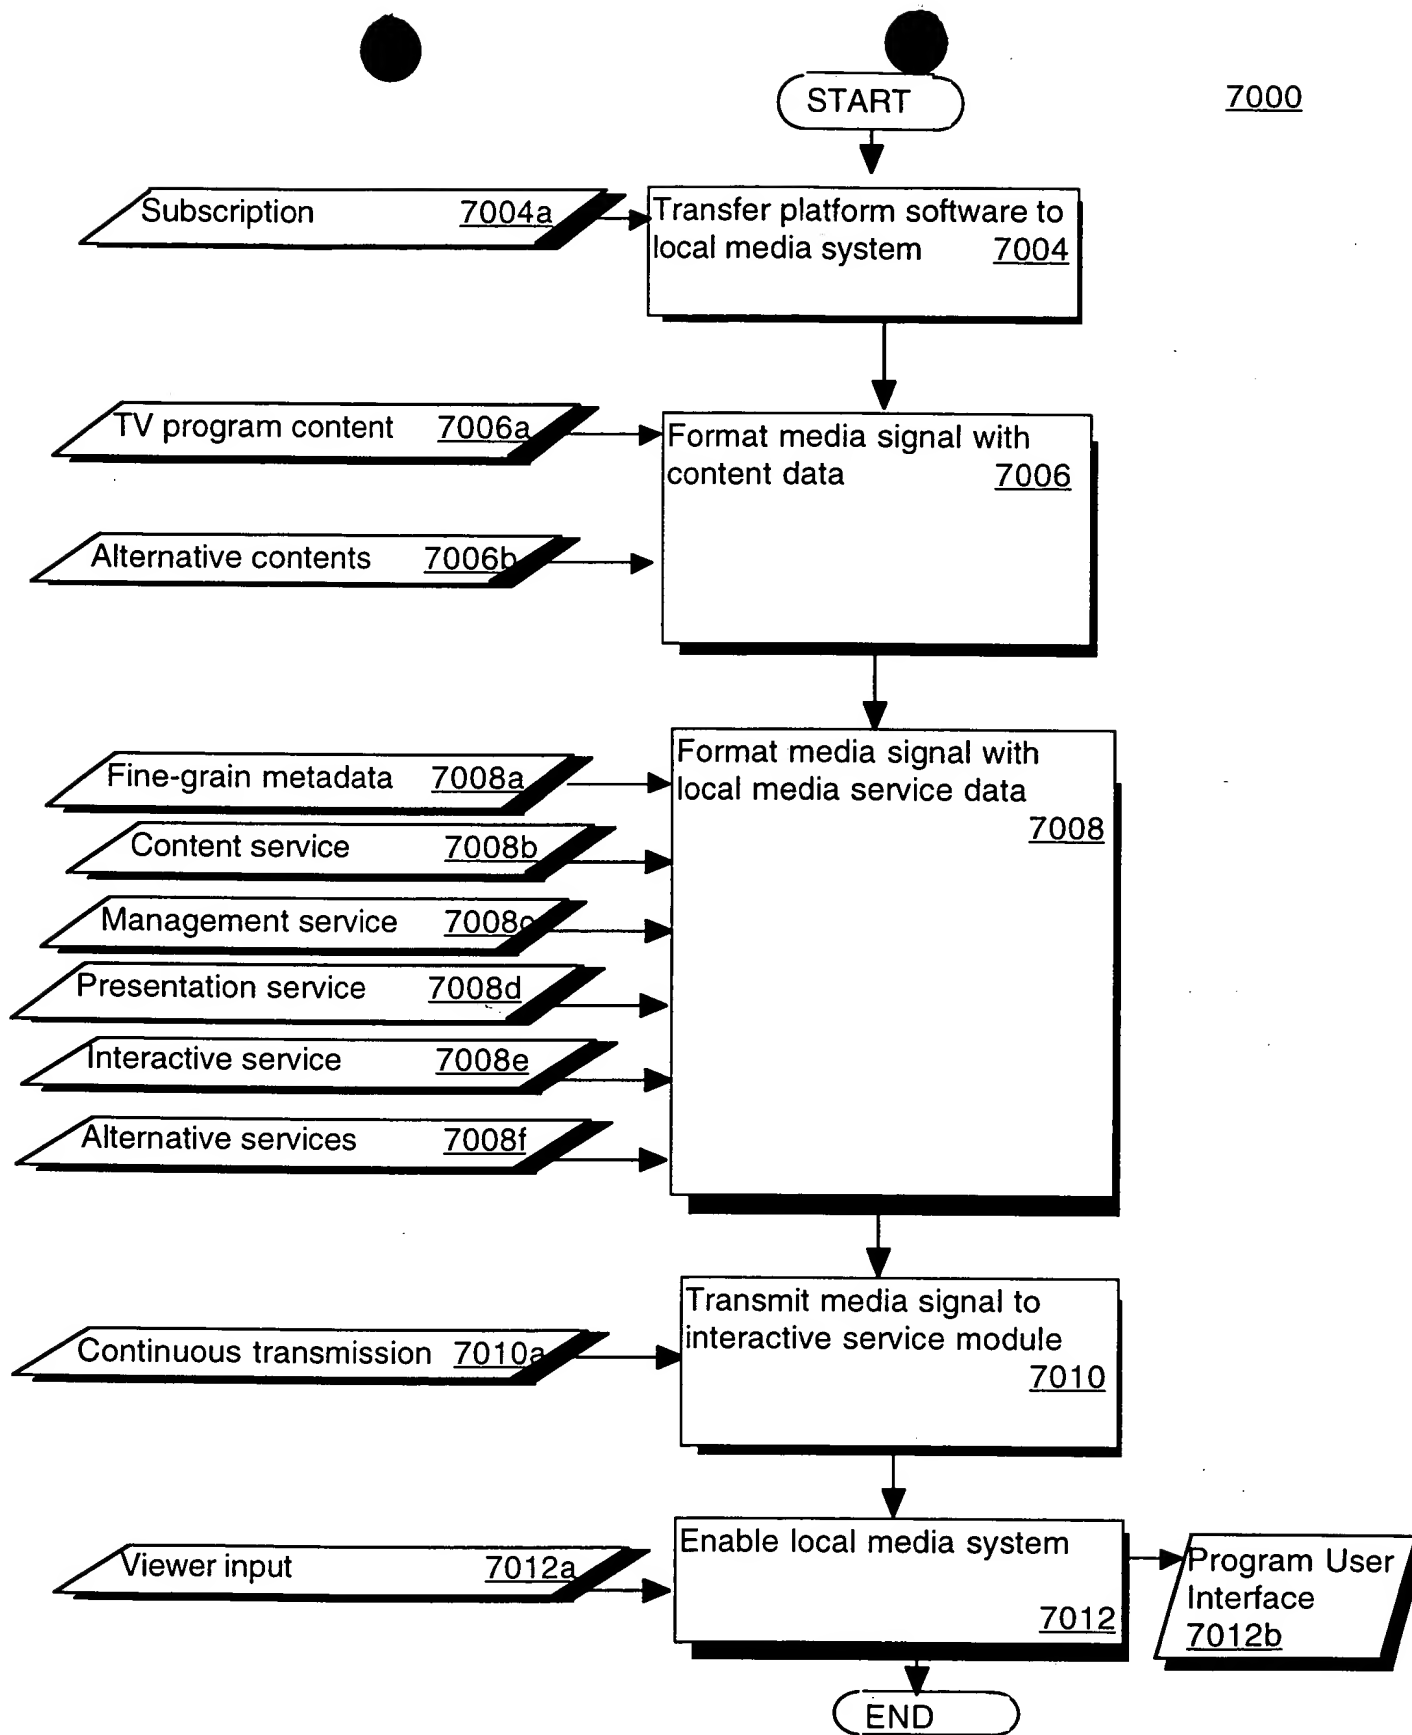 START
7000
Subscription 7004a
Transfer platform software to
local media system 7004
TV program content 7006a
Format media signal with
content data 7006
Alternative contents 7006b
Format media signal with
local media service data
7008
Fine-grain metadata 7008a
Content service 7008b
Management service 7008c
Presentation service 7008d
Interactive service 7008e
Alternative services 7008f
Transmit media signal to
interactive service module
7010
Continuous transmission 7010a
Enable local media system
7012
Viewer input 7012a
Program User
Interface
7012b
END